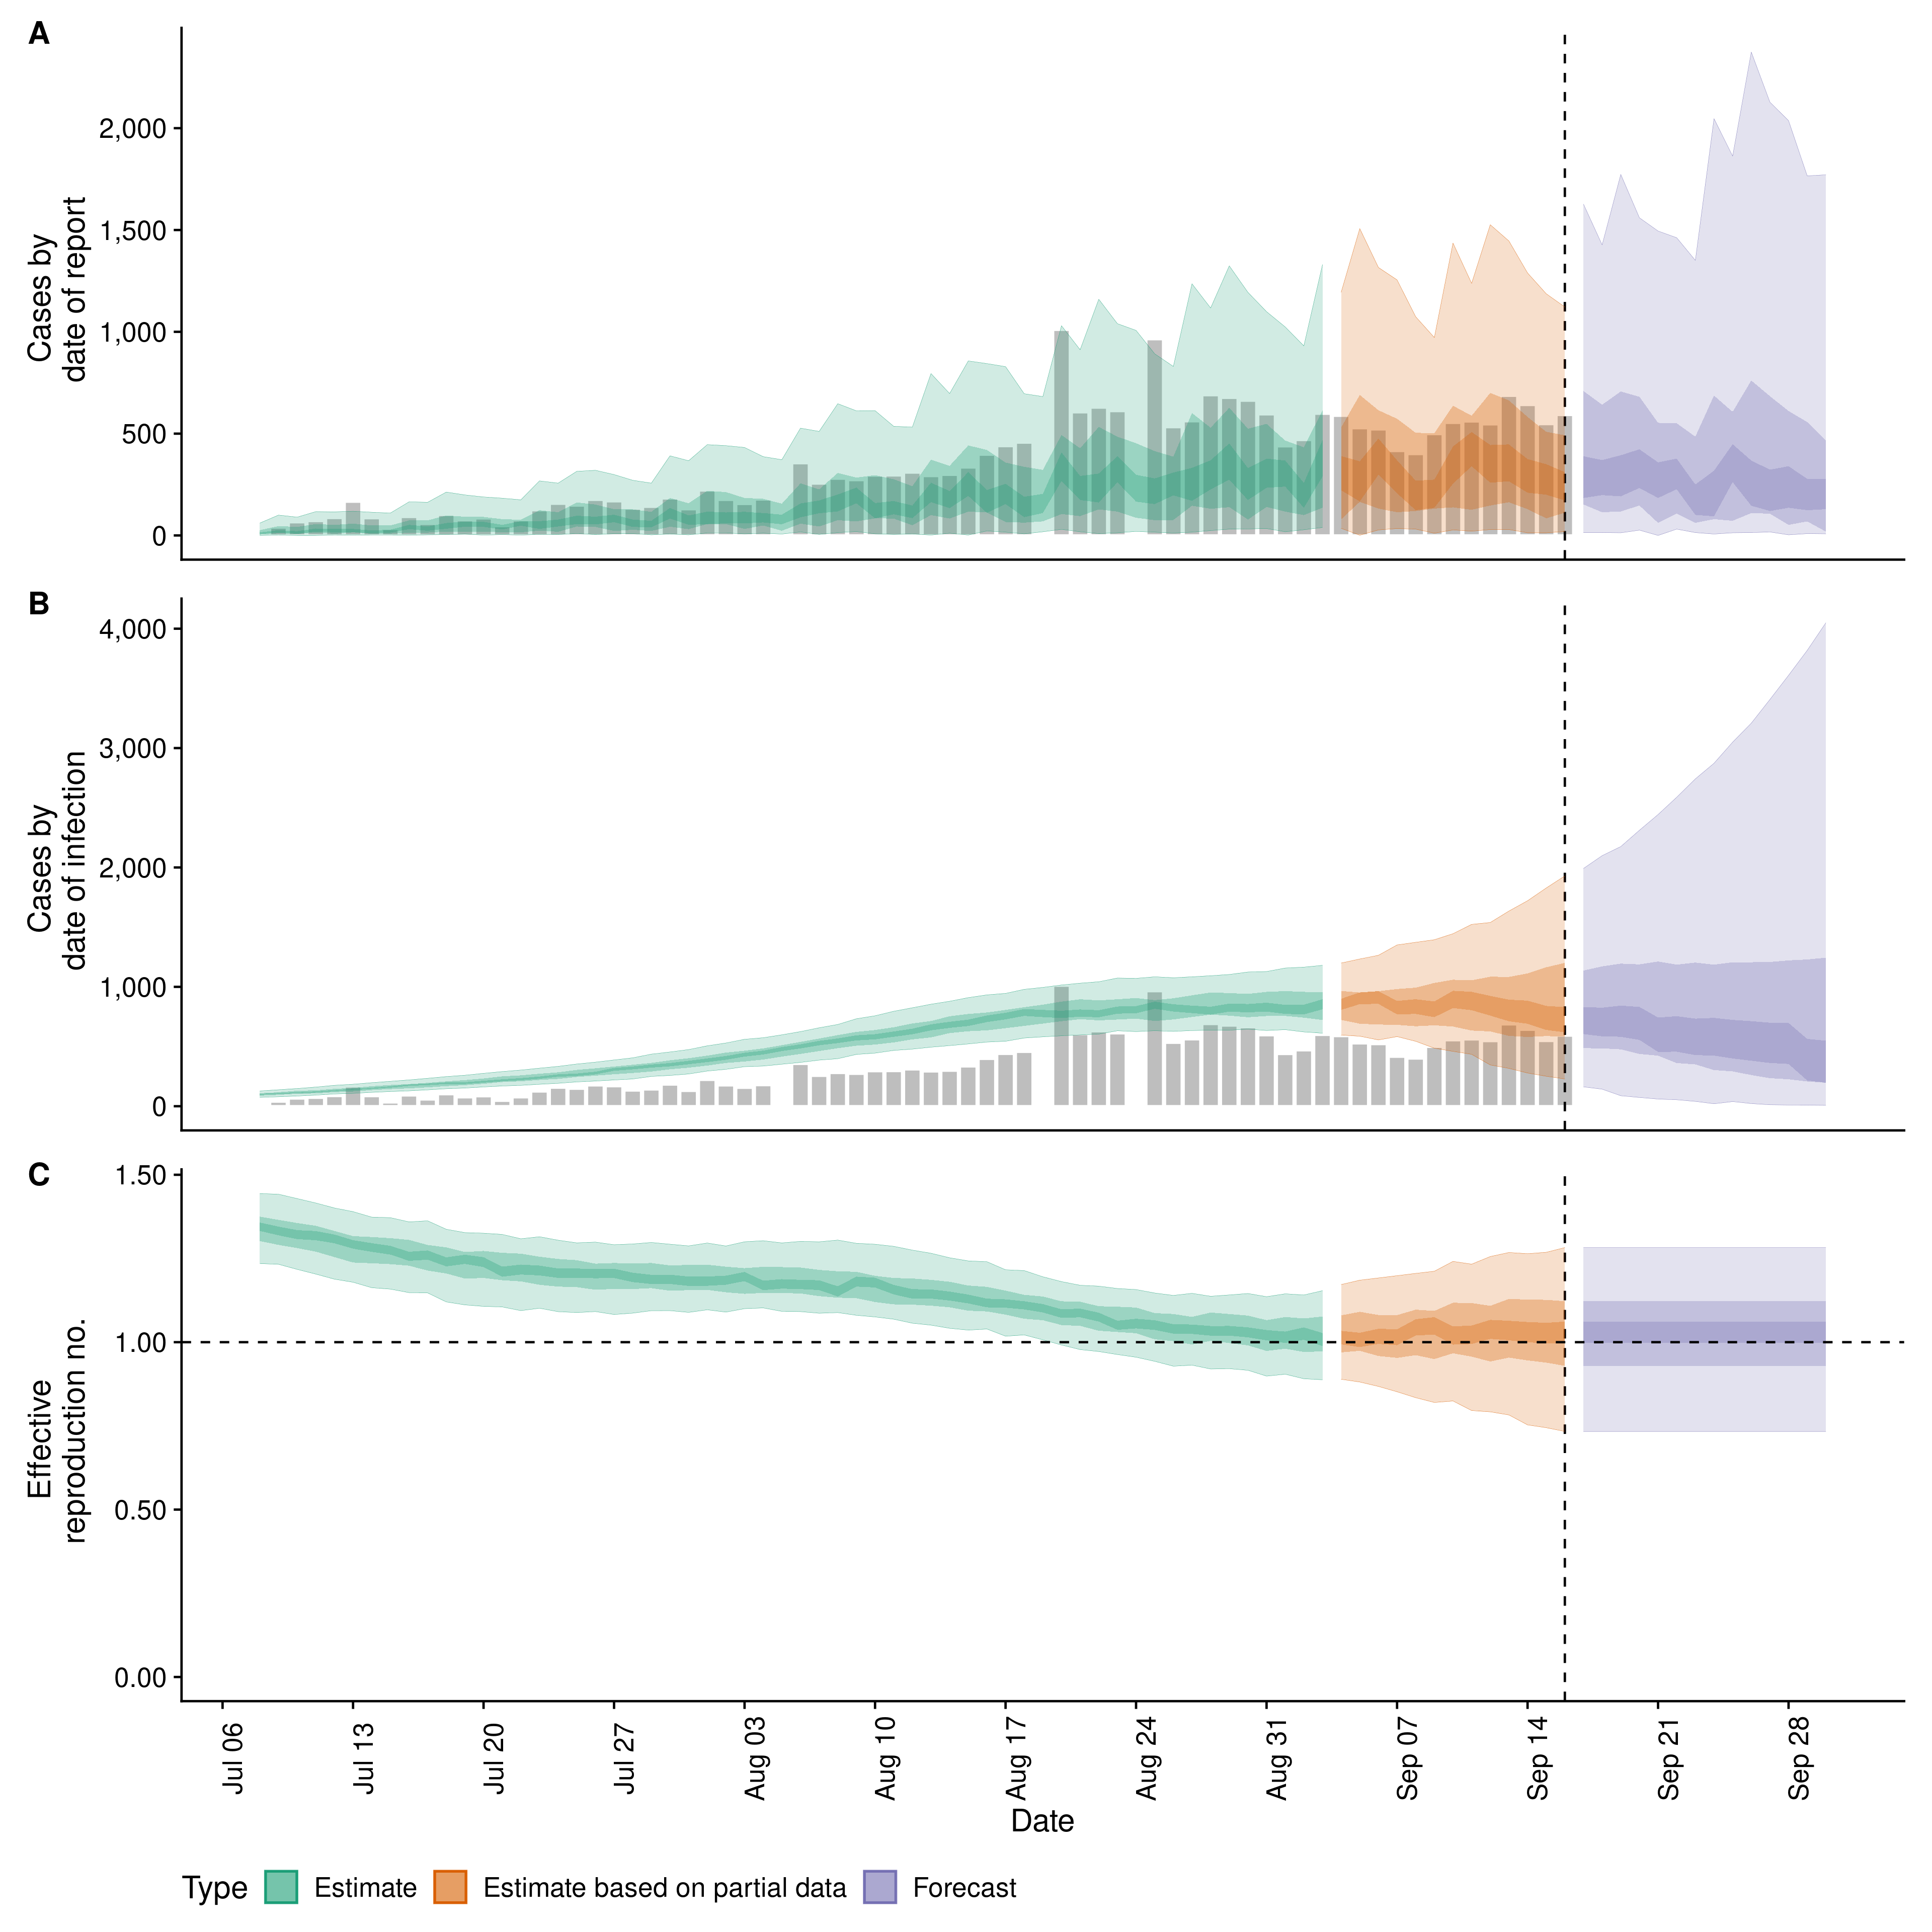 A
2,000
1,500
1,000
500
0
Cases by
date of report
B
4,000
3,000
2,000
1,000
0
Cases by
date of infection
C
1.50
1.00
0.50
0.00
Effective
reproduction no.
Jul 06
Jul 13
Jul 20
Jul 27
Aug 03
Aug 10
Aug 17
Aug 24
Aug 31
Sep 07
Sep 14
Sep 21
Sep 28
Date
Type Estimate Estimate based on partial data Forecast